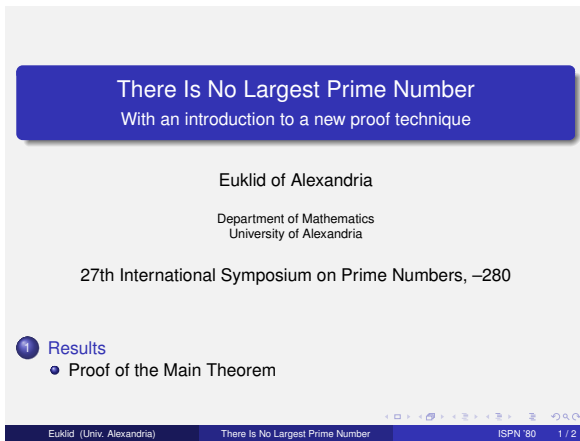 There Is No Largest Prime Number
With an introduction to a new proof technique
Euklid of Alexandria
Department of Mathematics
University of Alexandria
27th International Symposium on Prime Numbers, –280
1 Results
Proof of the Main Theorem
Euklid (Univ. Alexandria) There Is No Largest Prime Number ISPN '80 1 / 2